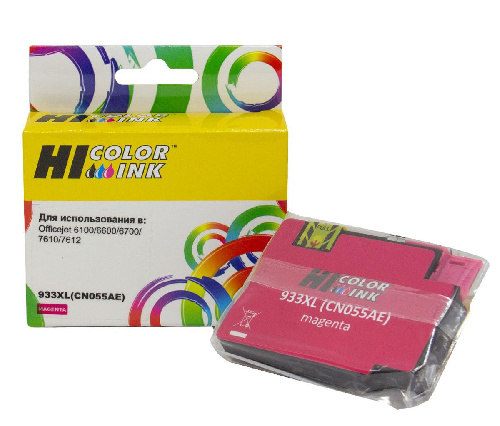 HI COLOR INK™
Для использования в:
Officejet 6100/6600/6700/
7610/7612
933XL(CN055AE)
MAGENTA
HI COLOR INK
933XL (CN055AE)
magenta